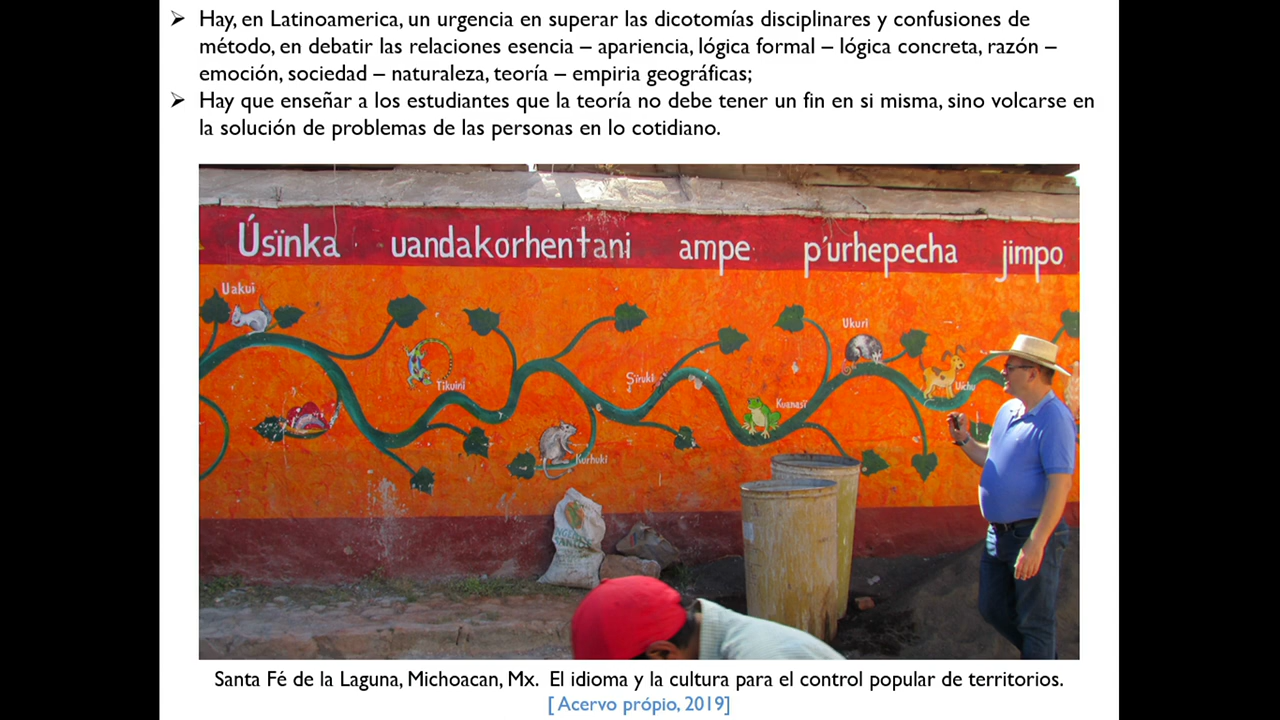 ➢ Hay, en Latinoamerica, un urgencia en superar las dicotomías disciplinares y confusiones de
método, en debatir las relaciones esencia – apariencia, lógica formal – lógica concreta, razón –
emoción, sociedad – naturaleza, teoría – empiria geográficas;
➢ Hay que enseñar a los estudiantes que la teoría no debe tener un fin en si misma, sino volcarse en
la solución de problemas de las personas en lo cotidiano.
Úsïnka uandakorhentani ampe p'urhepecha jimpo
Uakuï
Ukuri
Tikuini
Şïruki
Uichu
Kuanasï
Kurhuki
Santa Fé de la Laguna, Michoacan, Mx. El idioma y la cultura para el control popular de territorios.
[ Acervo própio, 2019]